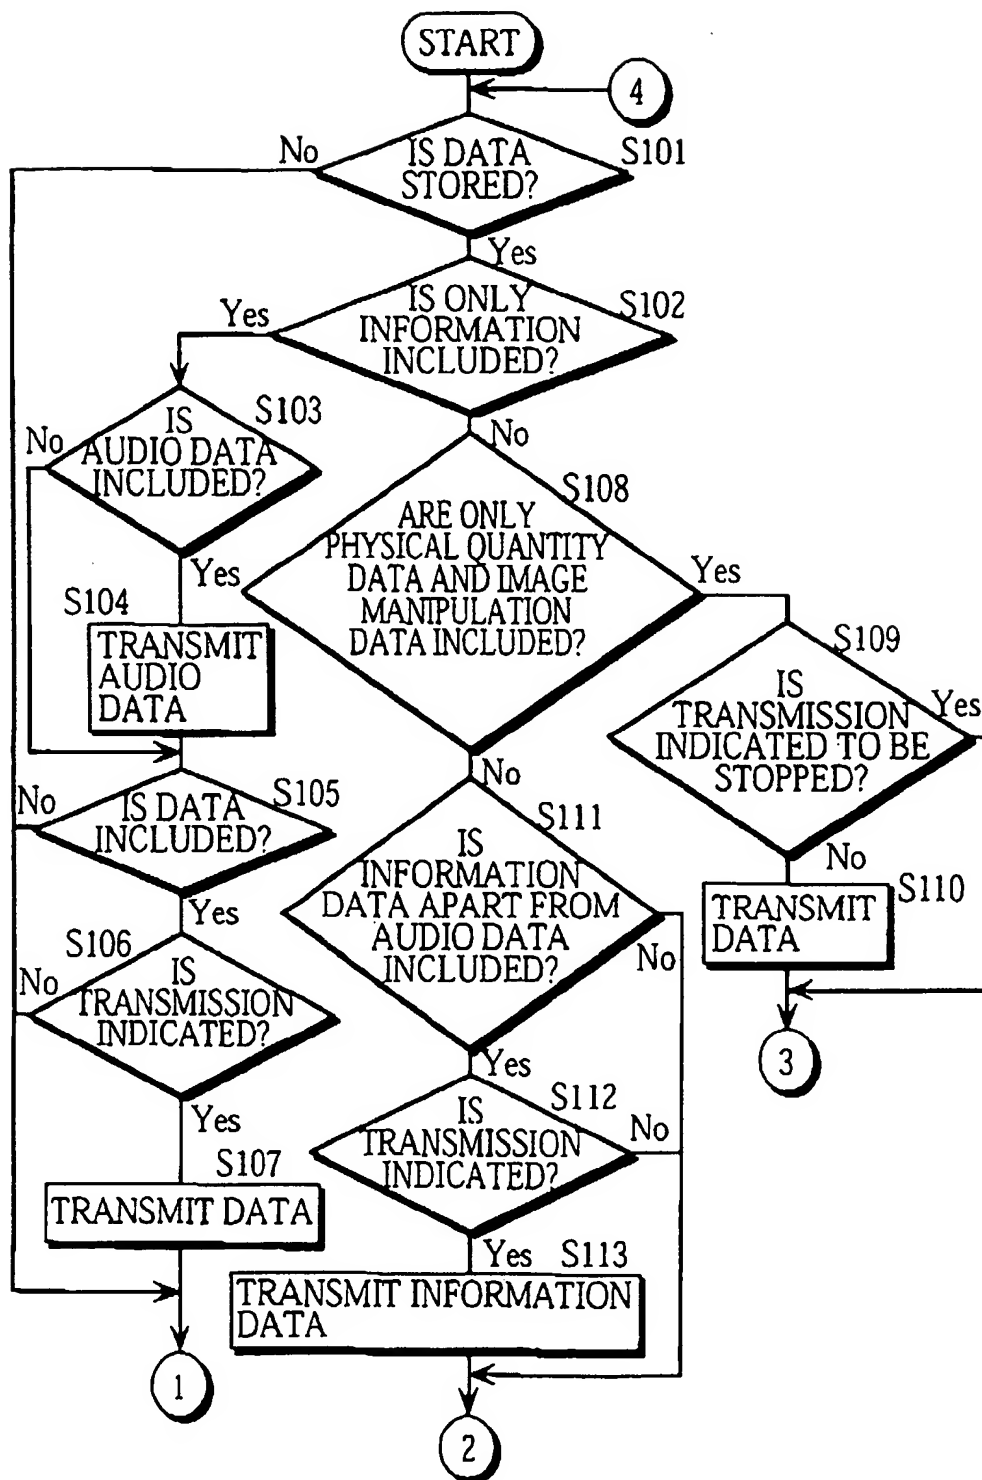 START
4
No
IS DATA
STORED?
S101
Yes
IS ONLY
INFORMATION
INCLUDED?
S102
Yes
No
IS
AUDIO DATA
INCLUDED?
S103
No
Yes
S104
TRANSMIT
AUDIO
DATA
ARE ONLY
PHYSICAL QUANTITY
DATA AND IMAGE
MANIPULATION
DATA INCLUDED?
S108
Yes
No
IS
TRANSMISSION
INDICATED TO BE
STOPPED?
S109
Yes
No
S110
TRANSMIT
DATA
3
IS DATA
INCLUDED?
S105
No
Yes
S106
IS
TRANSMISSION
INDICATED?
No
Yes
S107
TRANSMIT DATA
1
IS
INFORMATION
DATA APART FROM
AUDIO DATA
INCLUDED?
S111
No
Yes
IS
TRANSMISSION
INDICATED?
S112
No
Yes
S113
TRANSMIT INFORMATION
DATA
2